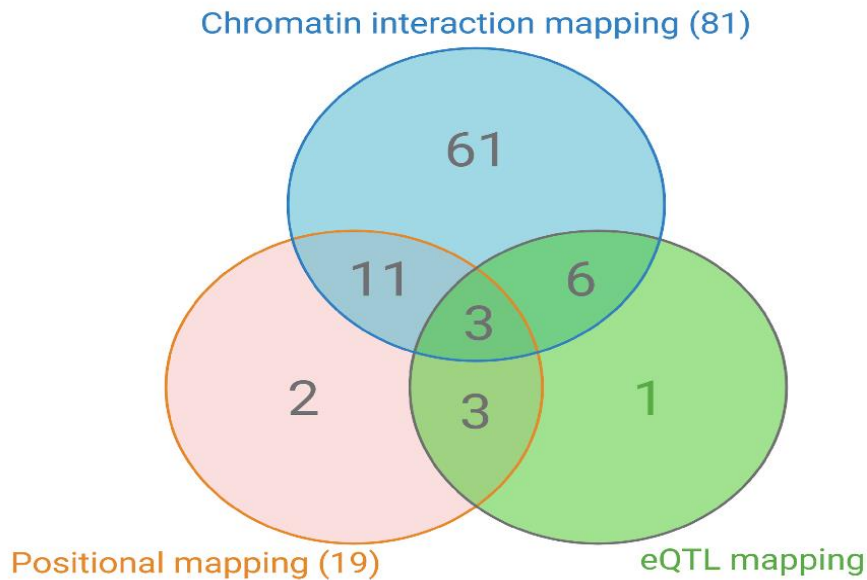 Chromatin interaction mapping (81)
61
11
6
3
2
3
1
Positional mapping (19)
eQTL mapping